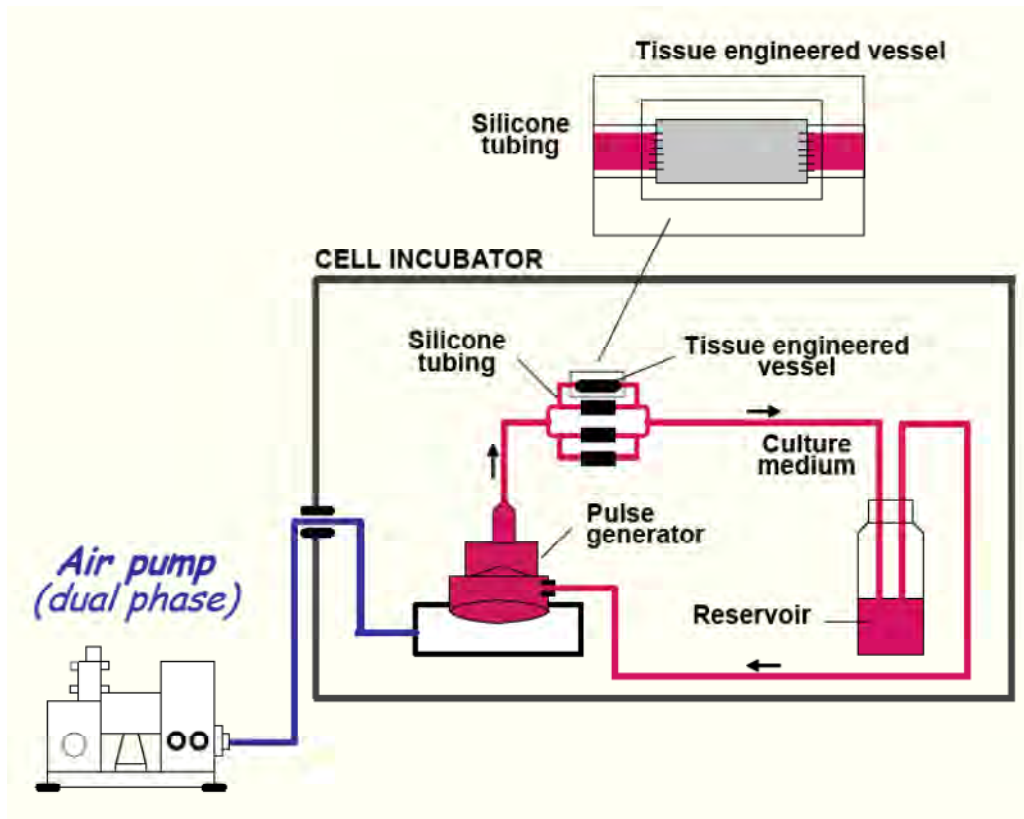 Tissue engineered vessel
Silicone
tubing
CELL INCUBATOR
Silicone
tubing
Tissue engineered
vessel
Culture
medium
Pulse
generator
Air pump
(dual phase)
Reservoir